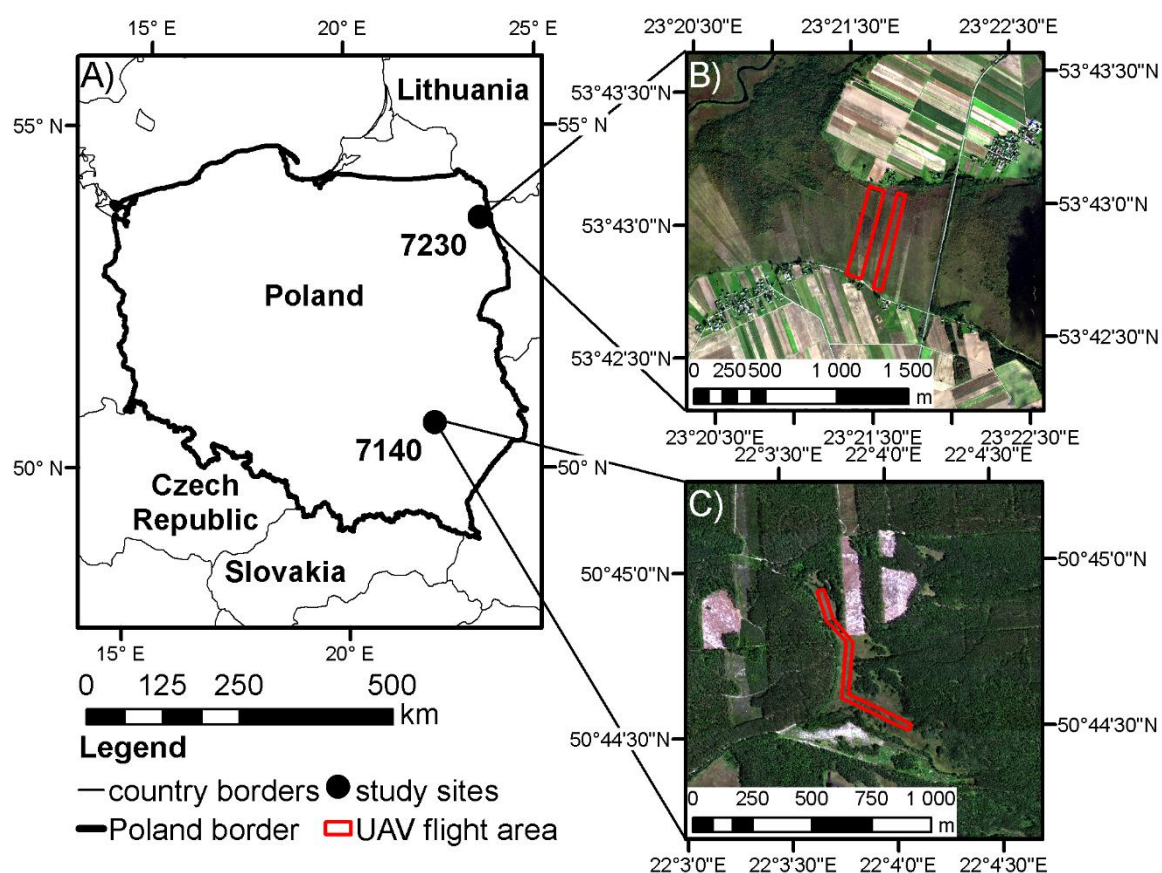 15° E 20° E 25° E
A)
Lithuania
55° N
55° N
7230
Poland
7140
50° N
50° N
Czech
Republic
Slovakia
15° E 20° E
0 125 250 500
km
Legend
country borders study sites
Poland border UAV flight area
23°20'30"E 23°21'30"E 23°22'30"E
B)
53°43'30"N
53°43'30"N
53°43'0"N
53°43'0"N
53°42'30"N
53°42'30"N
0 250 500 1 000 1 500
m
23°20'30"E 23°21'30"E 23°22'30"E
22°3'30"E 22°4'0"E
C)
50°45'0"N
50°45'0"N
50°44'30"N
50°44'30"N
0 250 500 750 1 000
m
22°3'0"E 22°3'30"E 22°4'0"E 22°4'30"E